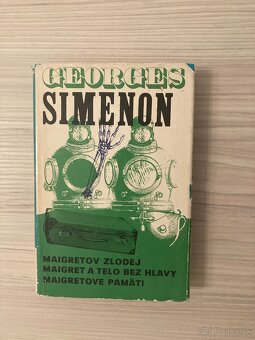 GEORGES
SIMENON
MAIGRETOV ZLODEJ
MAIGRET A TELO BEZ HLAVY
MAIGRETOVE PAMÄTI